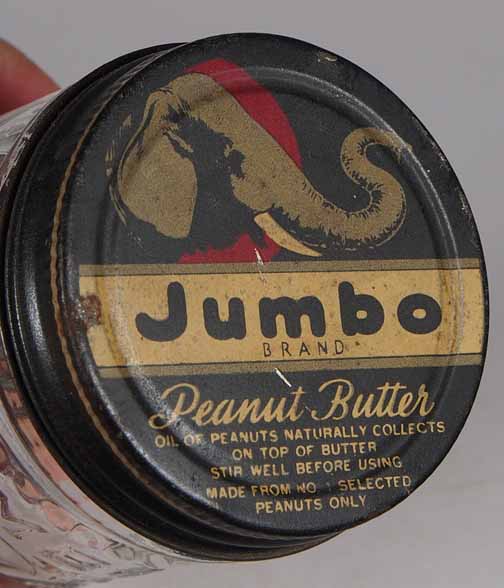 Jumbo
BRAND
Peanut Butter
OIL OF PEANUTS NATURALLY COLLECTS
ON TOP OF BUTTER
STIR WELL BEFORE USING
MADE FROM NO 1 SELECTED
PEANUTS ONLY